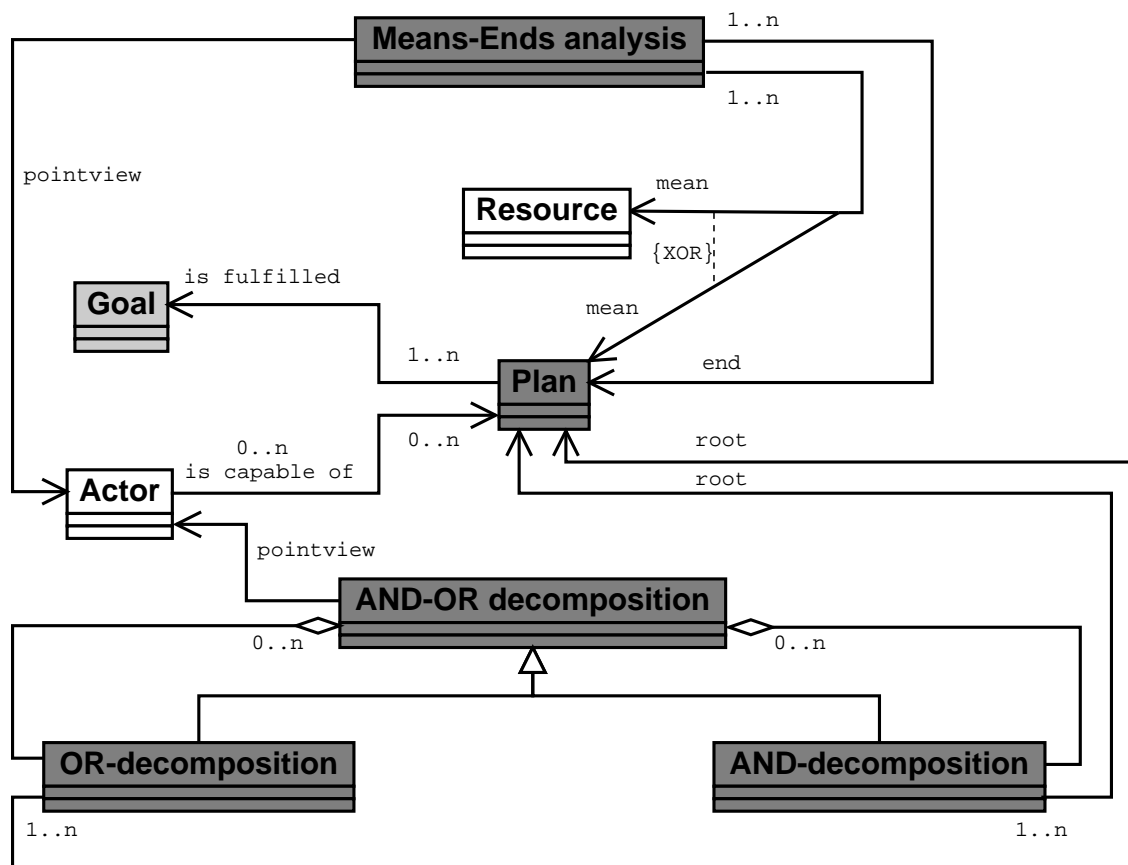 1..n
Means-Ends analysis
1..n
pointview
mean
Resource
{XOR}
is fulfilled
Goal
mean
1..n
end
Plan
0..n
0..n
root
is capable of
root
Actor
pointview
AND-OR decomposition
0..n
0..n
OR-decomposition
AND-decomposition
1..n
1..n